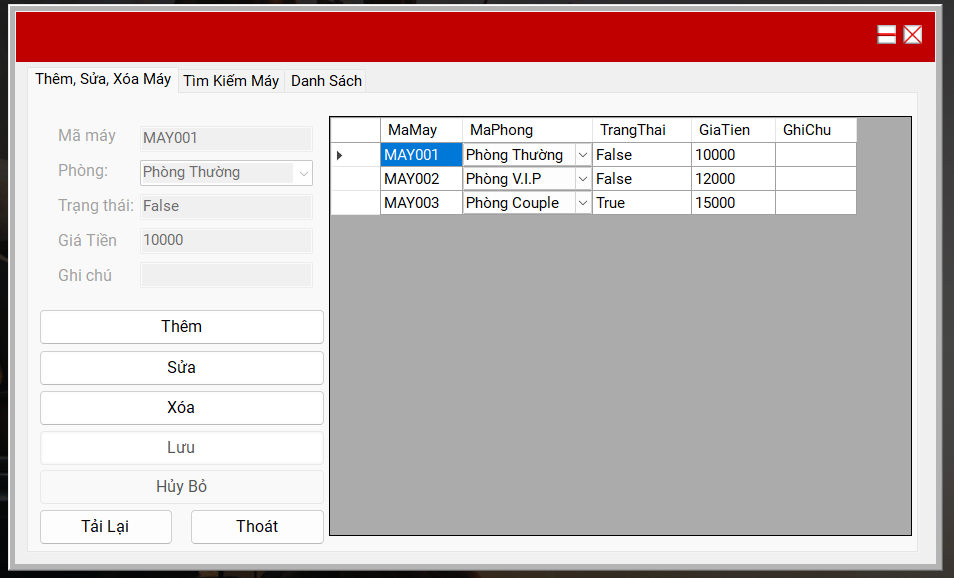 Thêm, Sửa, Xóa Máy Tìm Kiếm Máy Danh Sách
Mã máy MAY001
Phòng: Phòng Thường
Trạng thái: False
Giá Tiền 10000
Ghi chú
Thêm
Sửa
Xóa
Lưu
Hủy Bỏ
Tải Lại Thoát
MaMay MaPhong TrangThai GiaTien GhiChu
MAY001 Phòng Thường False 10000
MAY002 Phòng V.I.P False 12000
MAY003 Phòng Couple True 15000